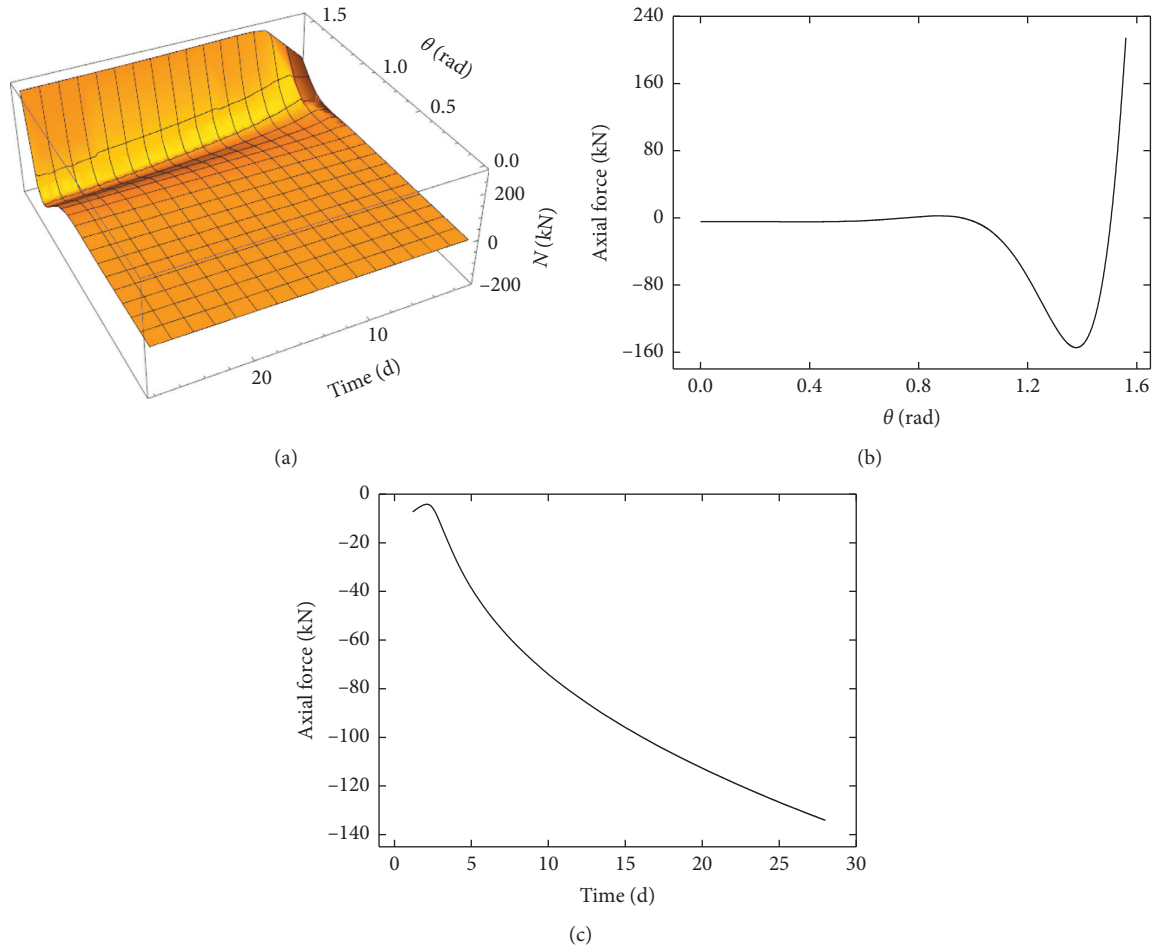 1.5
θ (rad)
1.0
0.5
0.0
200
0
−200
N (kN)
10
20
Time (d)
(a)
240
160
80
0
−80
−160
Axial force (kN)
0.0 0.4 0.8 1.2 1.6
θ (rad)
(b)
0
−20
−40
−60
−80
−100
−120
−140
Axial force (kN)
0 5 10 15 20 25 30
Time (d)
(c)